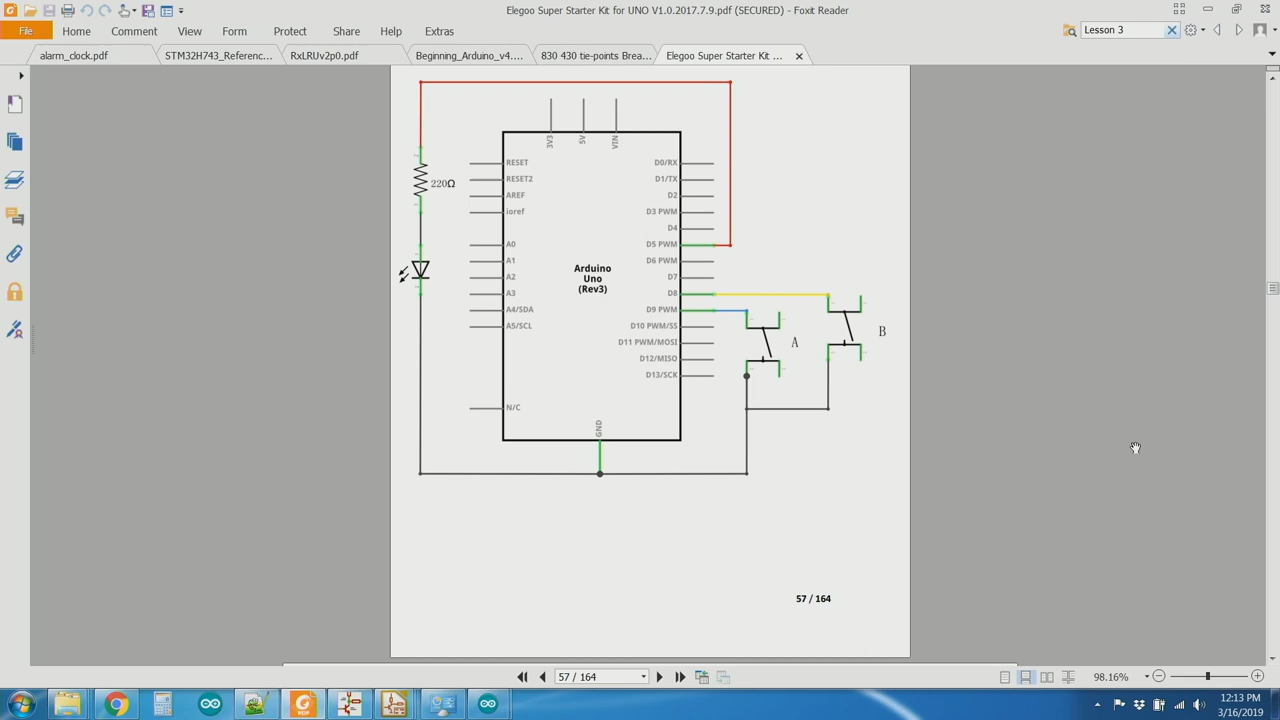 Elegoo Super Starter Kit for UNO V1.0.2017.7.9.pdf (SECURED) - Foxit Reader
File Home Comment View Form Protect Share Help Extras
Lesson 3
alarm_clock.pdf STM32H743_Referenc... RxLRUv2p0.pdf Beginning_Arduino_v4.... 830 430 tie-points Brea... Elegoo Super Starter Kit ...
3V3 5V VIN
RESET D0/RX
220Ω RESET2 D1/TX
AREF D2
ioref D3 PWM
D4
A0 D5 PWM
A1 D6 PWM
Arduino
Uno
(Rev3)
A2 D7
A3 D8
A4/SDA D9 PWM
A5/SCL D10 PWM/SS
B
D11 PWM/MOSI A
D12/MISO
D13/SCK
N/C
GND
57 / 164
57 / 164 98.16%
12:13 PM
3/16/2019